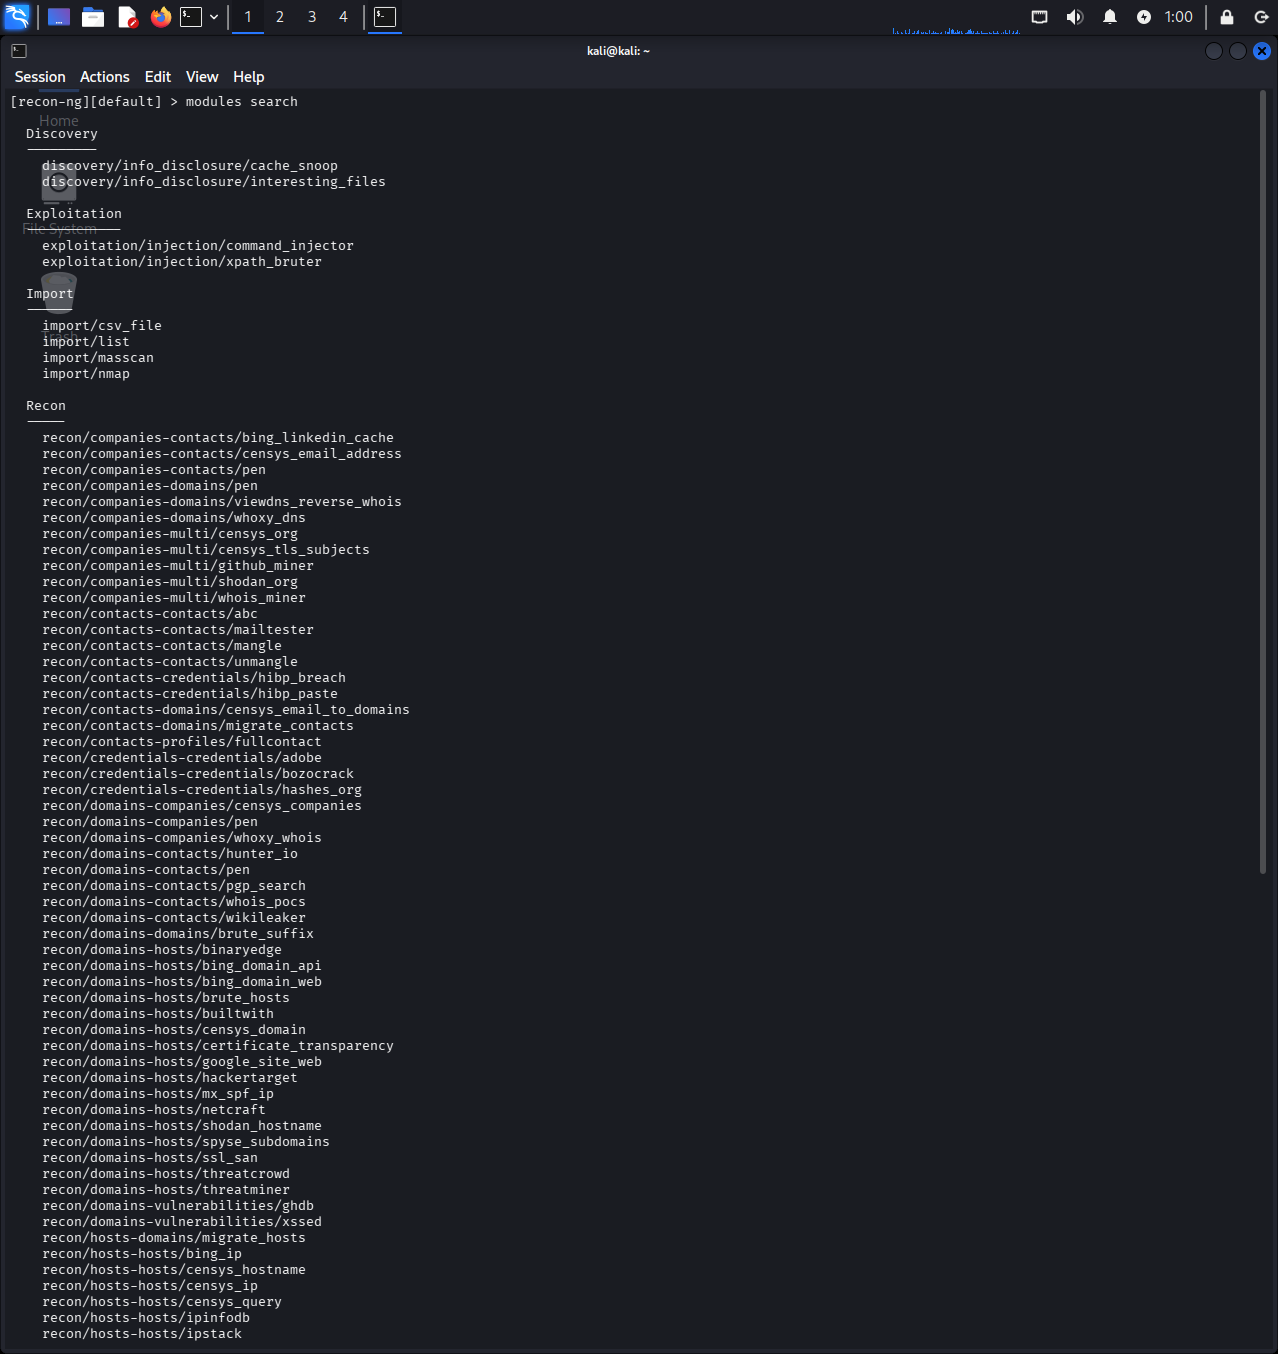 1 2 3 4 1:00
kali@kali: ~
Session Actions Edit View Help
[recon-ng][default] > modules search
Home
Discovery
---------
discovery/info_disclosure/cache_snoop
discovery/info_disclosure/interesting_files
Exploitation
File System
------------
exploitation/injection/command_injector
exploitation/injection/xpath_bruter
Import
------
import/csv_file
Trash
import/list
import/masscan
import/nmap
Recon
-----
recon/companies-contacts/bing_linkedin_cache
recon/companies-contacts/censys_email_address
recon/companies-contacts/pen
recon/companies-domains/pen
recon/companies-domains/viewdns_reverse_whois
recon/companies-domains/whoxy_dns
recon/companies-multi/censys_org
recon/companies-multi/censys_tls_subjects
recon/companies-multi/github_miner
recon/companies-multi/shodan_org
recon/companies-multi/whois_miner
recon/contacts-contacts/abc
recon/contacts-contacts/mailtester
recon/contacts-contacts/mangle
recon/contacts-contacts/unmangle
recon/contacts-credentials/hibp_breach
recon/contacts-credentials/hibp_paste
recon/contacts-domains/censys_email_to_domains
recon/contacts-domains/migrate_contacts
recon/contacts-profiles/fullcontact
recon/credentials-credentials/adobe
recon/credentials-credentials/bozocrack
recon/credentials-credentials/hashes_org
recon/domains-companies/censys_companies
recon/domains-companies/pen
recon/domains-companies/whoxy_whois
recon/domains-contacts/hunter_io
recon/domains-contacts/pen
recon/domains-contacts/pgp_search
recon/domains-contacts/whois_pocs
recon/domains-contacts/wikileaker
recon/domains-domains/brute_suffix
recon/domains-hosts/binaryedge
recon/domains-hosts/bing_domain_api
recon/domains-hosts/bing_domain_web
recon/domains-hosts/brute_hosts
recon/domains-hosts/builtwith
recon/domains-hosts/censys_domain
recon/domains-hosts/certificate_transparency
recon/domains-hosts/google_site_web
recon/domains-hosts/hackertarget
recon/domains-hosts/mx_spf_ip
recon/domains-hosts/netcraft
recon/domains-hosts/shodan_hostname
recon/domains-hosts/spyse_subdomains
recon/domains-hosts/ssl_san
recon/domains-hosts/threatcrowd
recon/domains-hosts/threatminer
recon/domains-vulnerabilities/ghdb
recon/domains-vulnerabilities/xssed
recon/hosts-domains/migrate_hosts
recon/hosts-hosts/bing_ip
recon/hosts-hosts/censys_hostname
recon/hosts-hosts/censys_ip
recon/hosts-hosts/censys_query
recon/hosts-hosts/ipinfodb
recon/hosts-hosts/ipstack